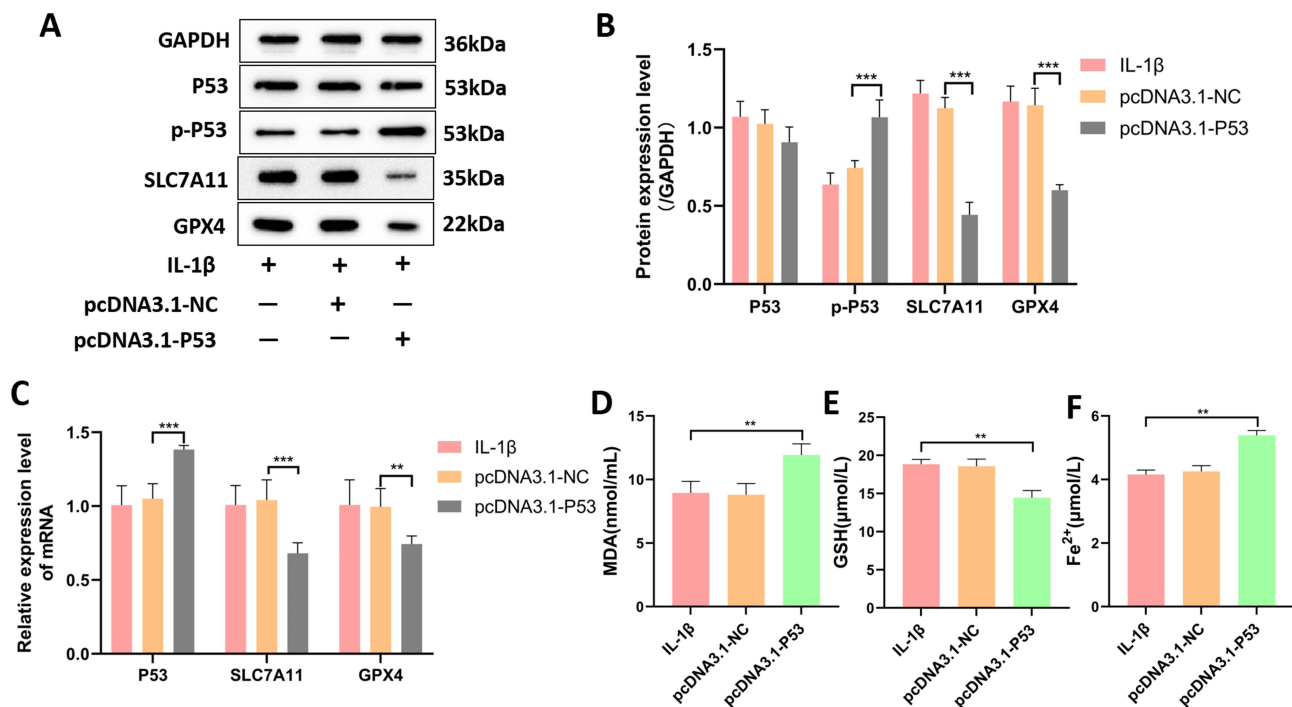 A
GAPDH 36kDa
P53 53kDa
p-P53 53kDa
SLC7A11 35kDa
GPX4 22kDa
IL-1β + + +
pcDNA3.1-NC — + —
pcDNA3.1-P53 — — +
B
Protein expression level
(/GAPDH)
1.5
1.0
0.5
0.0
*** *** ***
P53 p-P53 SLC7A11 GPX4
IL-1β
pcDNA3.1-NC
pcDNA3.1-P53
C
Relative expression level
of mRNA
1.5
1.0
0.5
0.0
*** *** **
P53 SLC7A11 GPX4
IL-1β
pcDNA3.1-NC
pcDNA3.1-P53
D
MDA(nmol/mL)
15
10
5
0
**
IL-1β
pcDNA3.1-NC
pcDNA3.1-P53
E
GSH(μmol/L)
25
20
15
10
5
0
**
IL-1β
pcDNA3.1-NC
pcDNA3.1-P53
F
Fe2+(μmol/L)
6
4
2
0
**
IL-1β
pcDNA3.1-NC
pcDNA3.1-P53